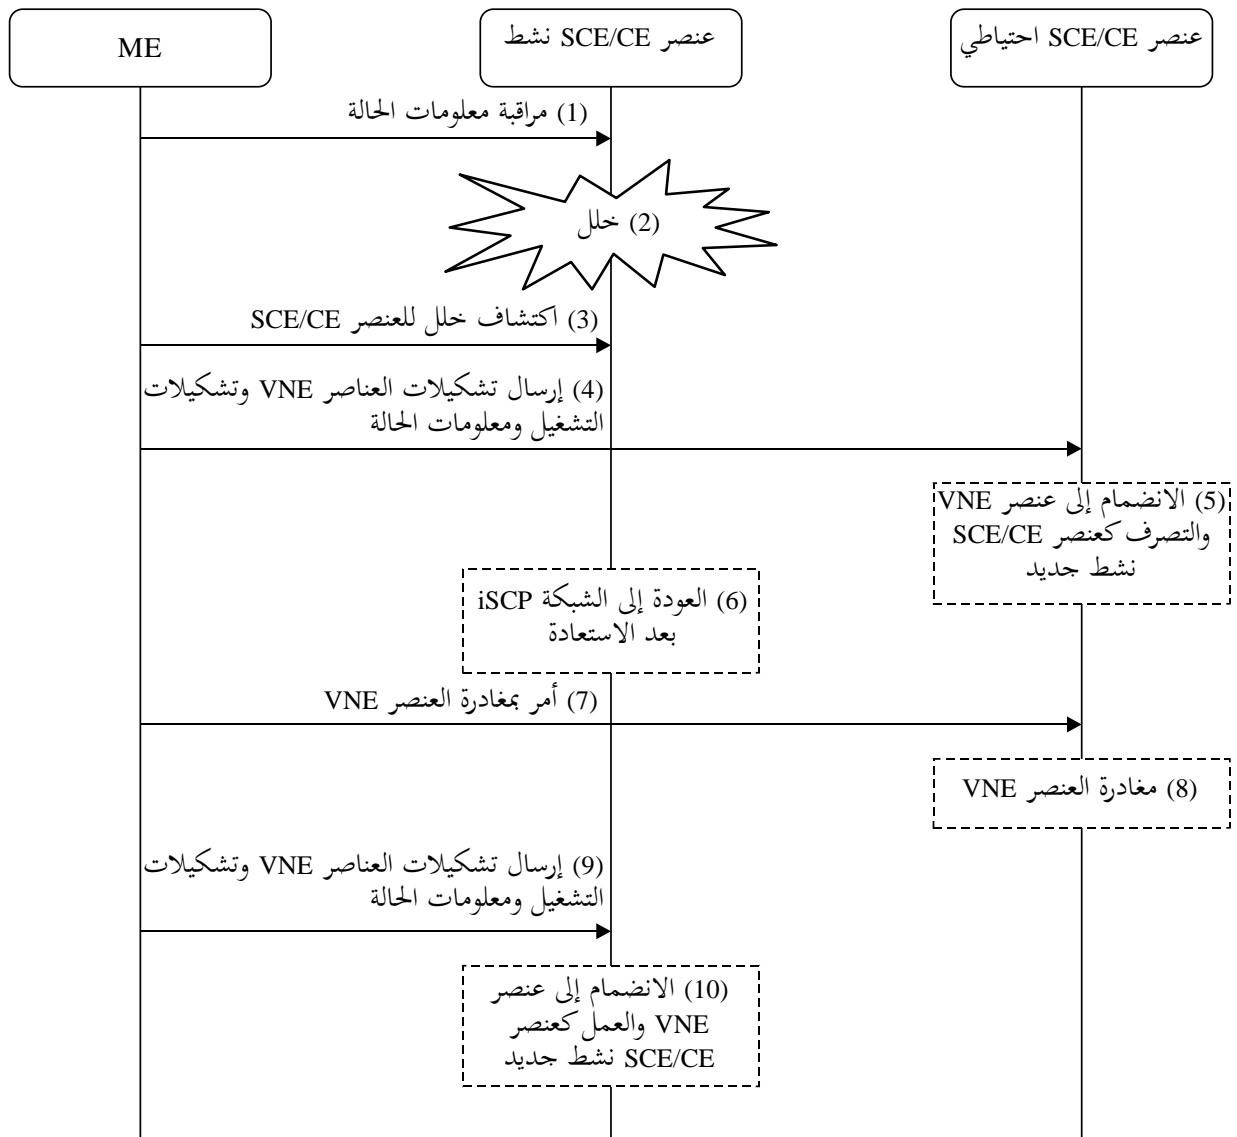 ME
عنصر SCE/CE نشط
عنصر SCE/CE احتياطي
(1) مراقبة معلومات الحالة
(2) خلل
(3) اكتشاف خلل للعنصر SCE/CE
(4) إرسال تشكيلات العناصر VNE وتشكيلات
التشغيل ومعلومات الحالة
(5) الانضمام إلى عنصر VNE
والتصرف كعنصر SCE/CE
نشط جديد
(6) العودة إلى الشبكة iSCP
بعد الاستعادة
(7) أمر بمغادرة العنصر VNE
(8) مغادرة العنصر VNE
(9) إرسال تشكيلات العناصر VNE وتشكيلات
التشغيل ومعلومات الحالة
(10) الانضمام إلى عنصر
VNE والعمل كعنصر
SCE/CE نشط جديد